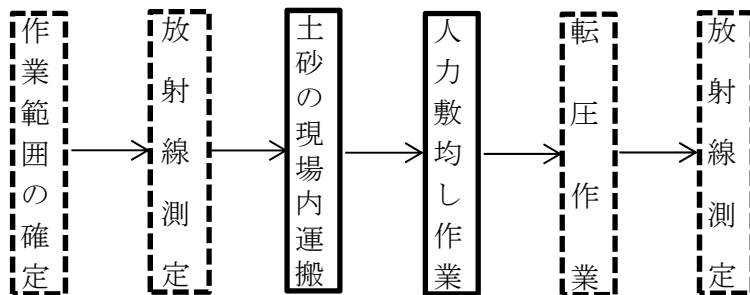 作業範囲の確定
放射線測定
土砂の現場内運搬
人力敷均し作業
転圧作業
放射線測定